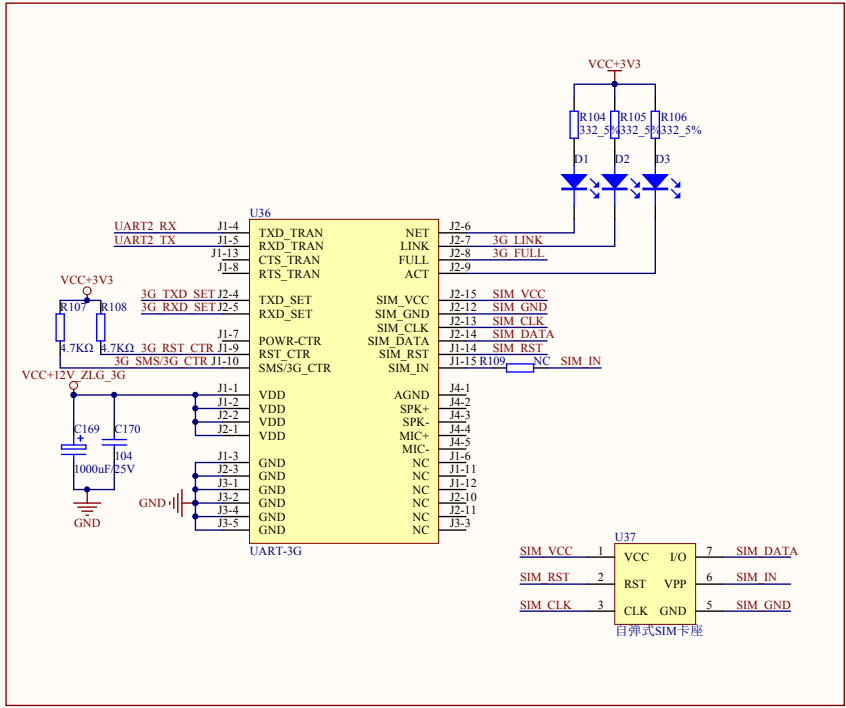 VCC+3V3
R104
R105
R106
332_5%
332_5%
332_5%
D1
D2
D3
U36
UART2_RX
J1-4
TXD_TRAN
UART2_TX
J1-5
RXD_TRAN
J1-13
CTS_TRAN
J1-8
RTS_TRAN
NET
J2-6
LINK
J2-7
3G_LINK
FULL
J2-8
3G_FULL
ACT
J2-9
VCC+3V3
R107
R108
4.7KΩ
4.7KΩ
3G_TXD_SET
J2-4
TXD_SET
3G_RXD_SET
J2-5
RXD_SET
J1-7
POWR-CTR
3G_RST_CTR
J1-9
RST_CTR
3G_SMS/3G_CTR
J1-10
SMS/3G_CTR
SIM_VCC
J2-15
SIM_VCC
SIM_GND
J2-12
SIM_GND
SIM_CLK
J2-13
SIM_CLK
SIM_DATA
J2-14
SIM_DATA
SIM_RST
J1-14
SIM_RST
SIM_IN
J1-15
R109
NC
SIM_IN
VCC+12V_ZLG_3G
C169
1000uF/25V
C170
104
GND
J1-1
VDD
J1-2
VDD
J2-2
VDD
J2-1
VDD
GND
J1-3
GND
J2-3
GND
J3-1
GND
J3-2
GND
J3-4
GND
J3-5
GND
AGND
J4-1
SPK+
J4-2
SPK-
J4-3
MIC+
J4-4
MIC-
J4-5
NC
J1-6
NC
J1-11
NC
J1-12
NC
J2-10
NC
J2-11
NC
J3-3
UART-3G
U37
SIM_VCC
1
VCC
I/O
7
SIM_DATA
SIM_RST
2
RST
VPP
6
SIM_IN
SIM_CLK
3
CLK
GND
5
SIM_GND
自弹式SIM卡座